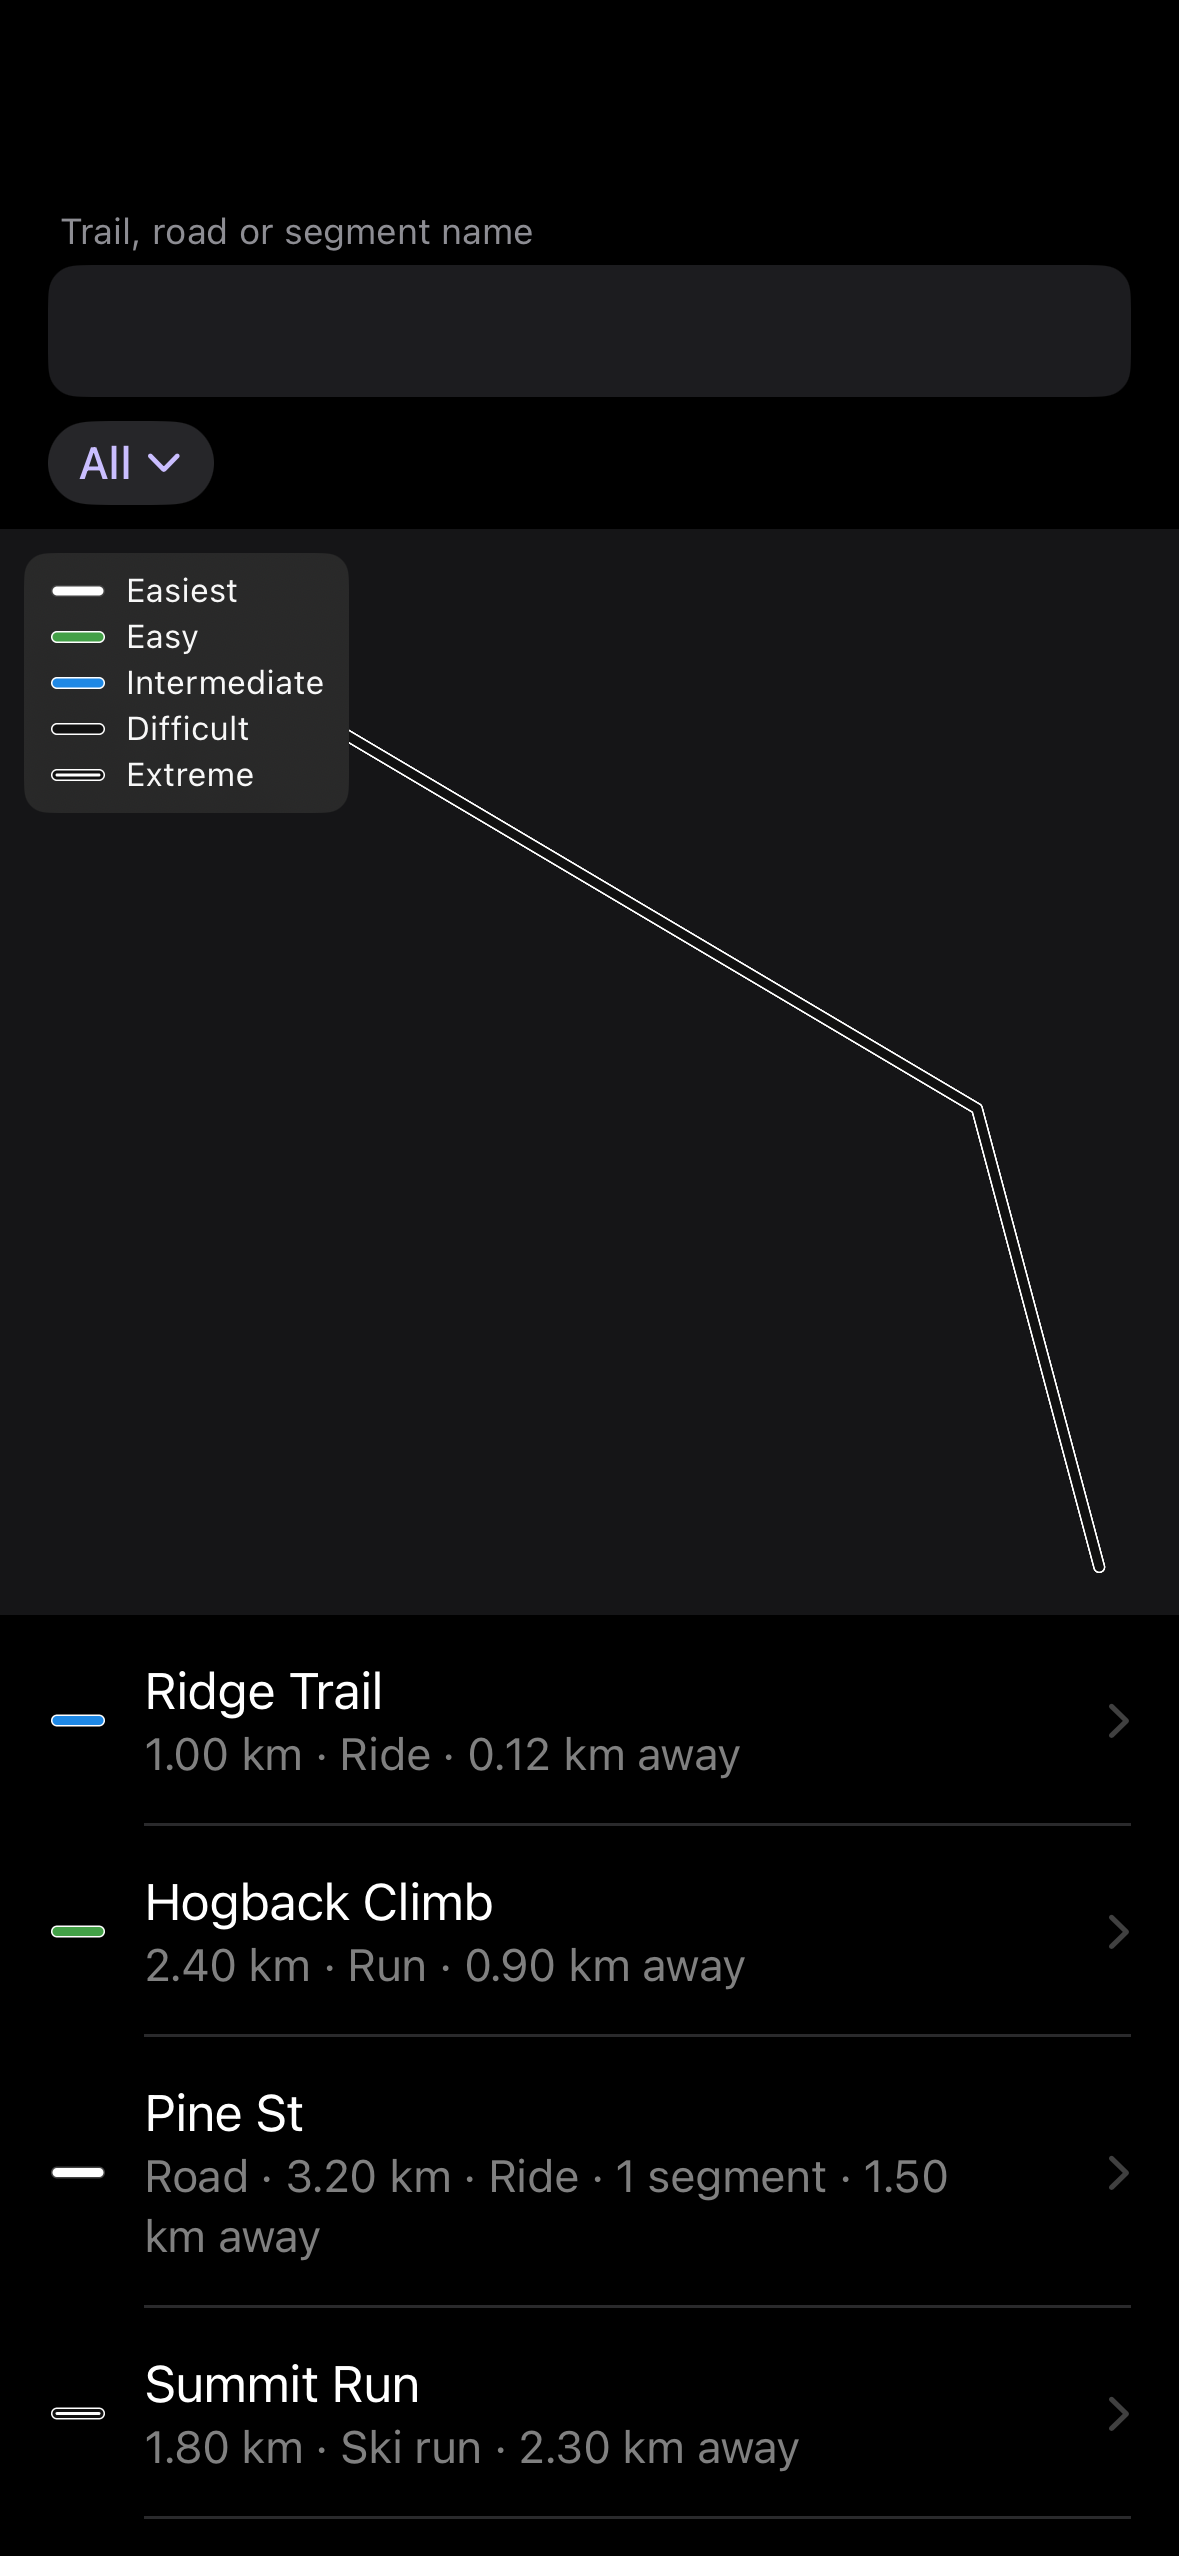 Trail, road or segment name
All
Easiest
Easy
Intermediate
Difficult
Extreme
Ridge Trail
1.00 km · Ride · 0.12 km away
Hogback Climb
2.40 km · Run · 0.90 km away
Pine St
Road · 3.20 km · Ride · 1 segment · 1.50
km away
Summit Run
1.80 km · Ski run · 2.30 km away